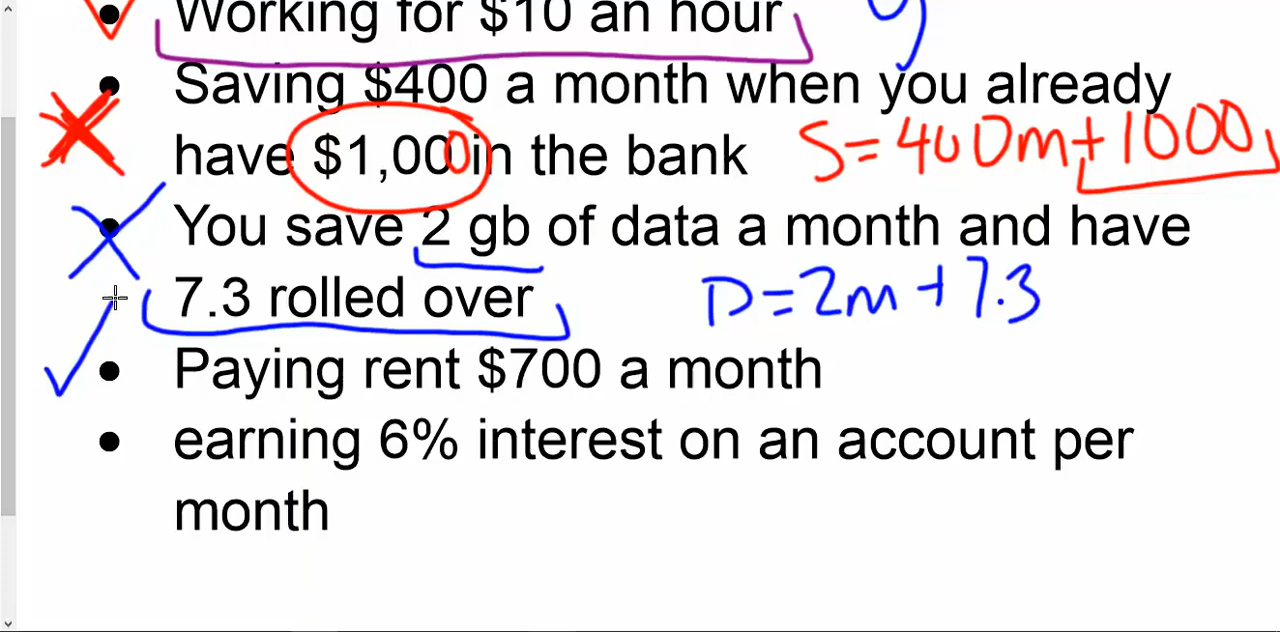 Working for $10 an hour y
Saving $400 a month when you already
have $1,000 in the bank S=400m+1000
You save 2 gb of data a month and have
7.3 rolled over D=2m+7.3
Paying rent $700 a month
earning 6% interest on an account per
month